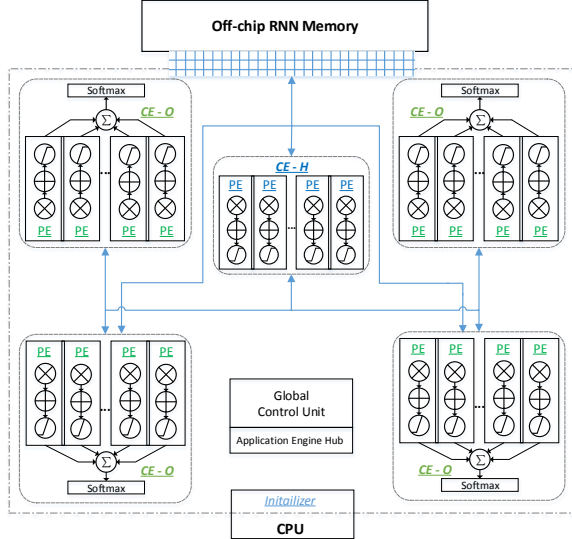 Off-chip RNN Memory
Softmax
CE - O
Σ
...
PE PE PE PE
Softmax
CE - O
Σ
...
PE PE PE PE
CE - H
PE PE PE PE
...
PE PE PE PE
...
Σ
CE - O
Softmax
PE PE PE PE
...
Σ
CE - O
Softmax
Global
Control Unit
Application Engine Hub
Initailizer
CPU